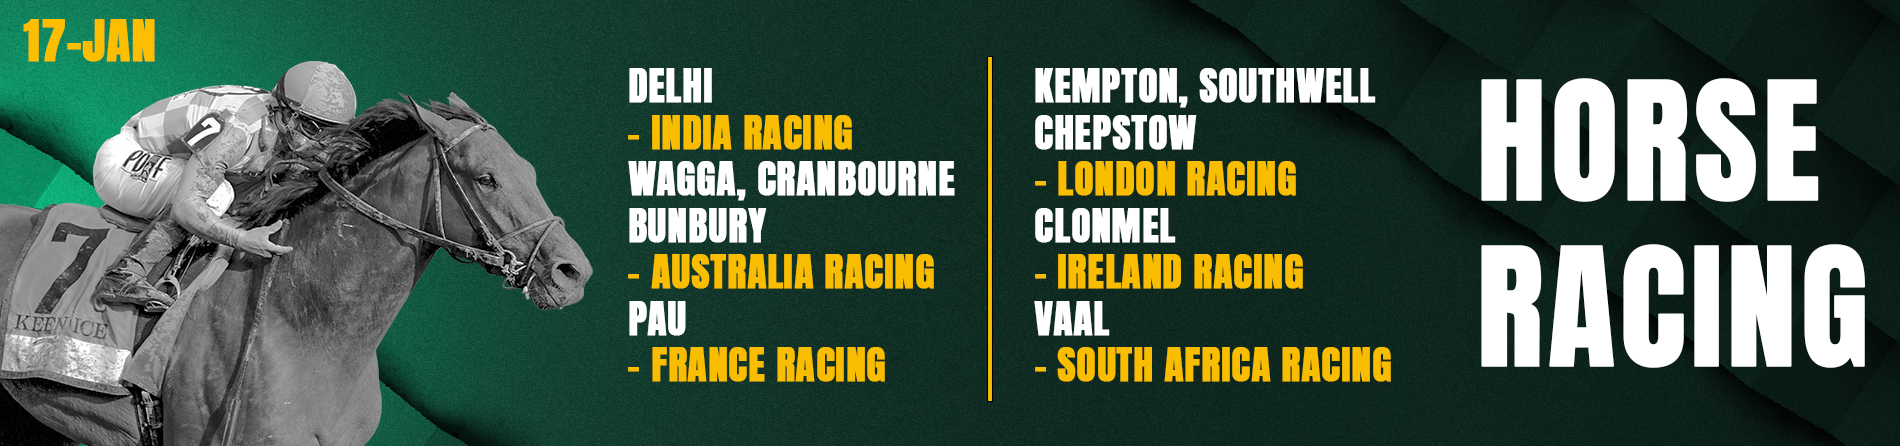 17-JAN
DELHI
- INDIA RACING
WAGGA, CRANBOURNE
BUNBURY
- AUSTRALIA RACING
PAU
- FRANCE RACING
KEMPTON, SOUTHWELL
CHEPSTOW
- LONDON RACING
CLONMEL
- IRELAND RACING
VAAL
- SOUTH AFRICA RACING
HORSE
RACING
7
7
KEEN ICE